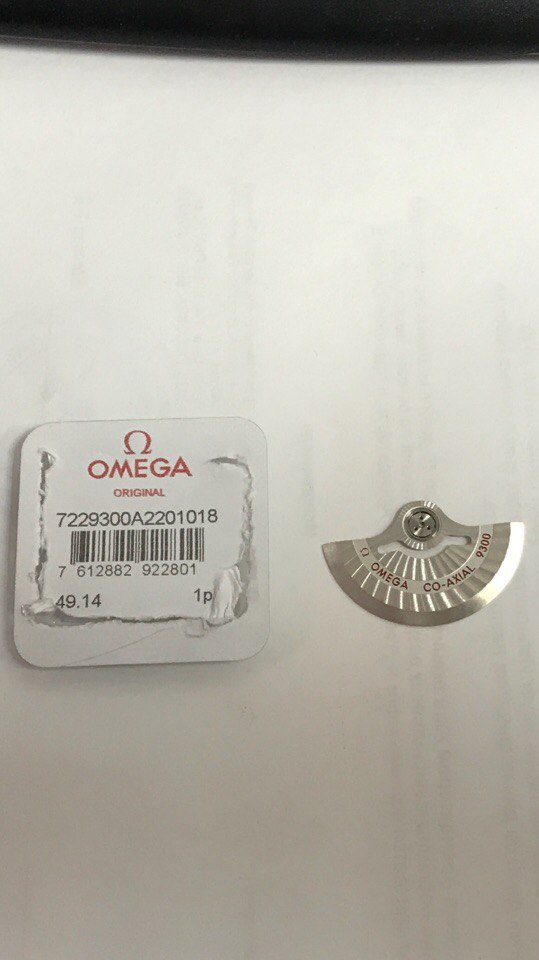 Ω
OMEGA
ORIGINAL
7229300A2201018
7 612882 922801
49.14 1p
Ω OMEGA CO-AXIAL 9300